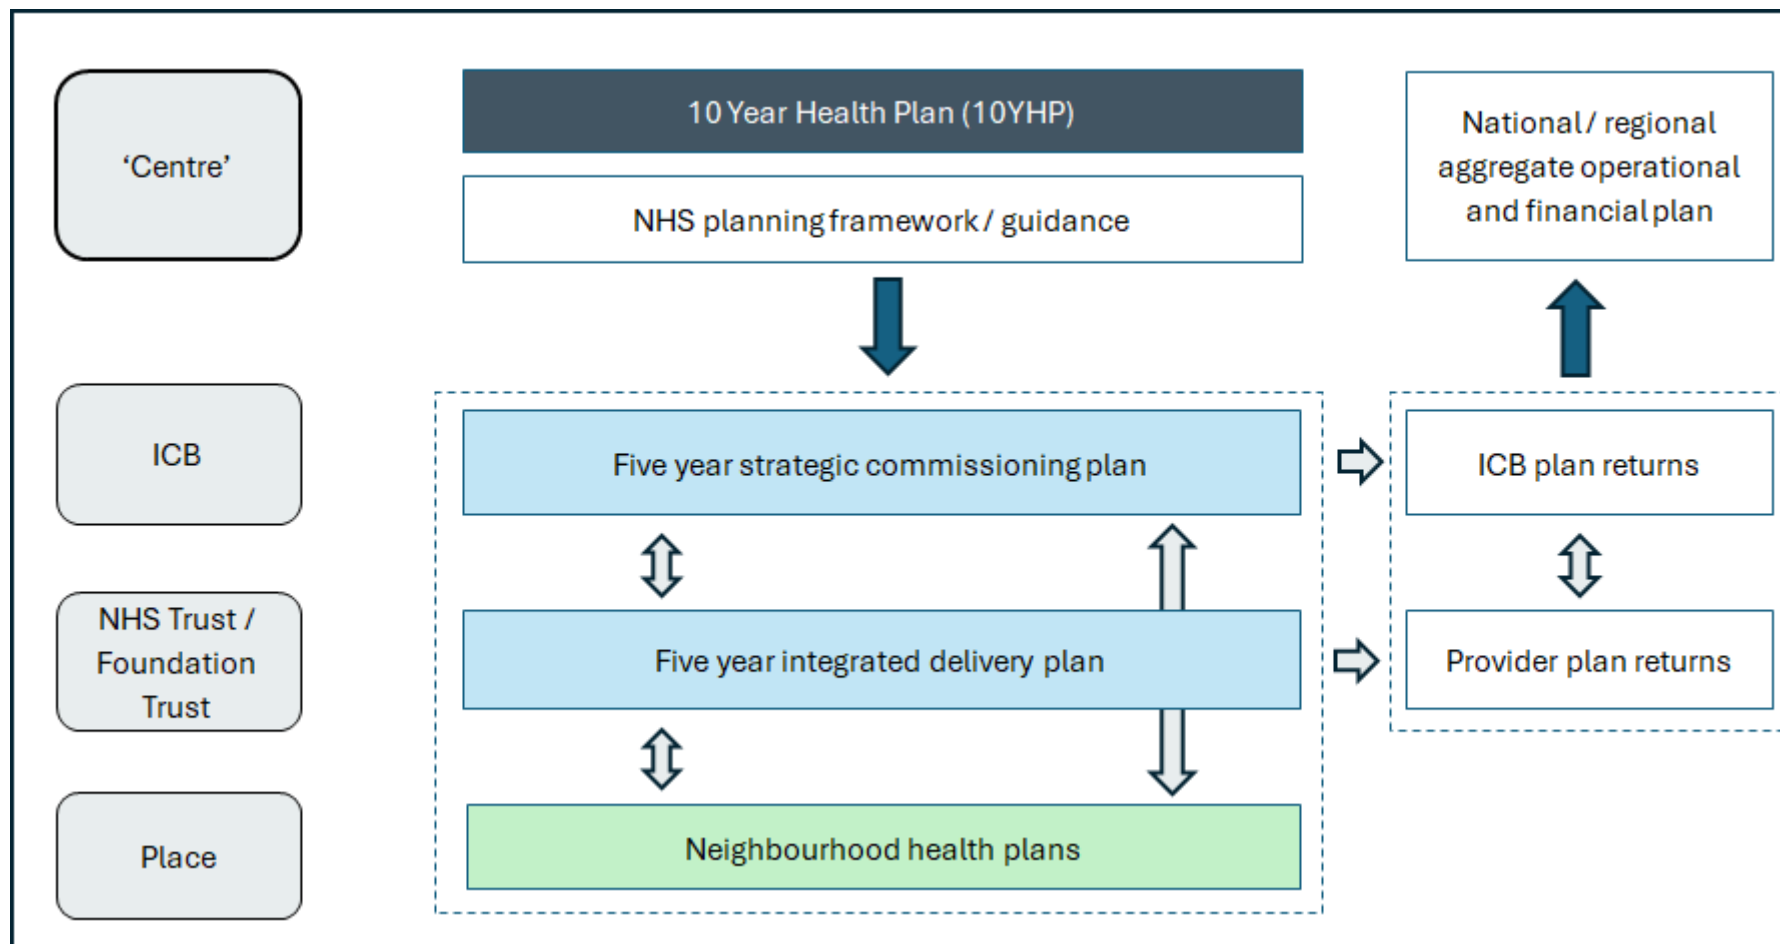 ‘Centre’
10 Year Health Plan (10YHP)
NHS planning framework / guidance
National / regional
aggregate operational
and financial plan
ICB
Five year strategic commissioning plan
ICB plan returns
NHS Trust /
Foundation
Trust
Five year integrated delivery plan
Provider plan returns
Place
Neighbourhood health plans